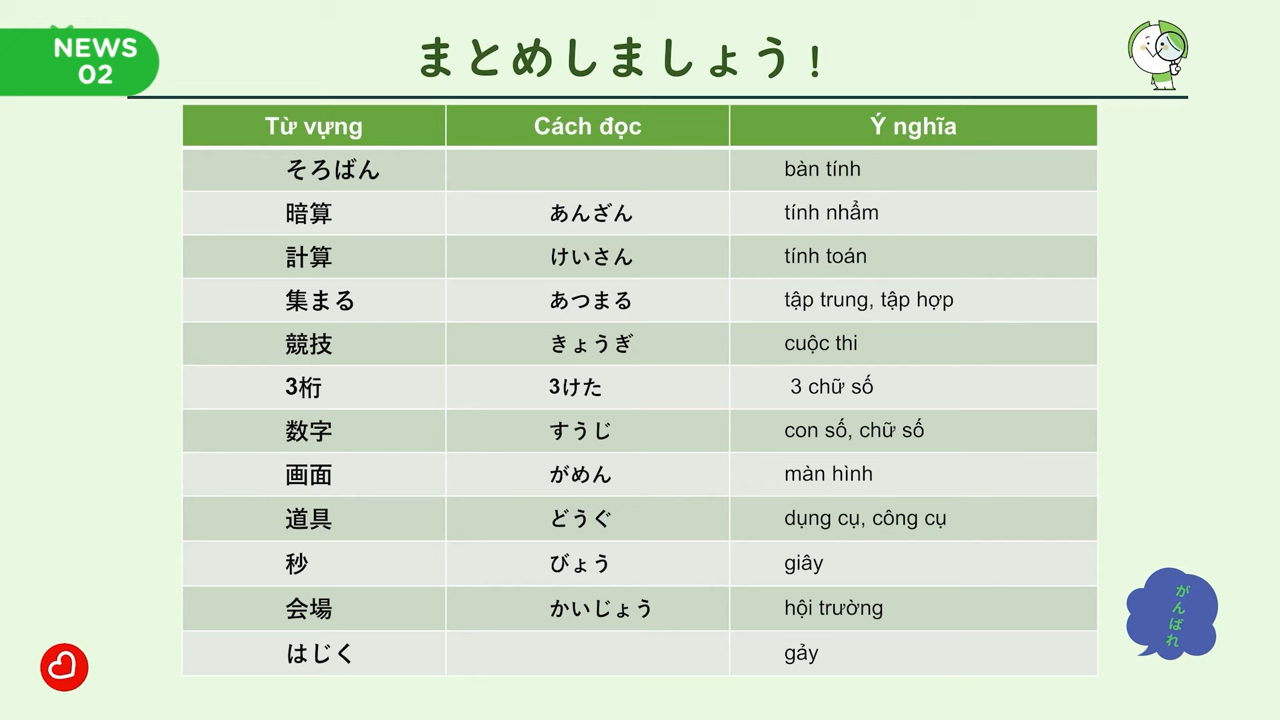 NEWS
02
まとめしましょう！
Từ vựng Cách đọc Ý nghĩa
そろばん bàn tính
暗算 あんざん tính nhẩm
計算 けいさん tính toán
集まる あつまる tập trung, tập hợp
競技 きょうぎ cuộc thi
3桁 3けた 3 chữ số
数字 すうじ con số, chữ số
画面 がめん màn hình
道具 どうぐ dụng cụ, công cụ
秒 びょう giây
会場 かいじょう hội trường
はじく gảy
がんばれ